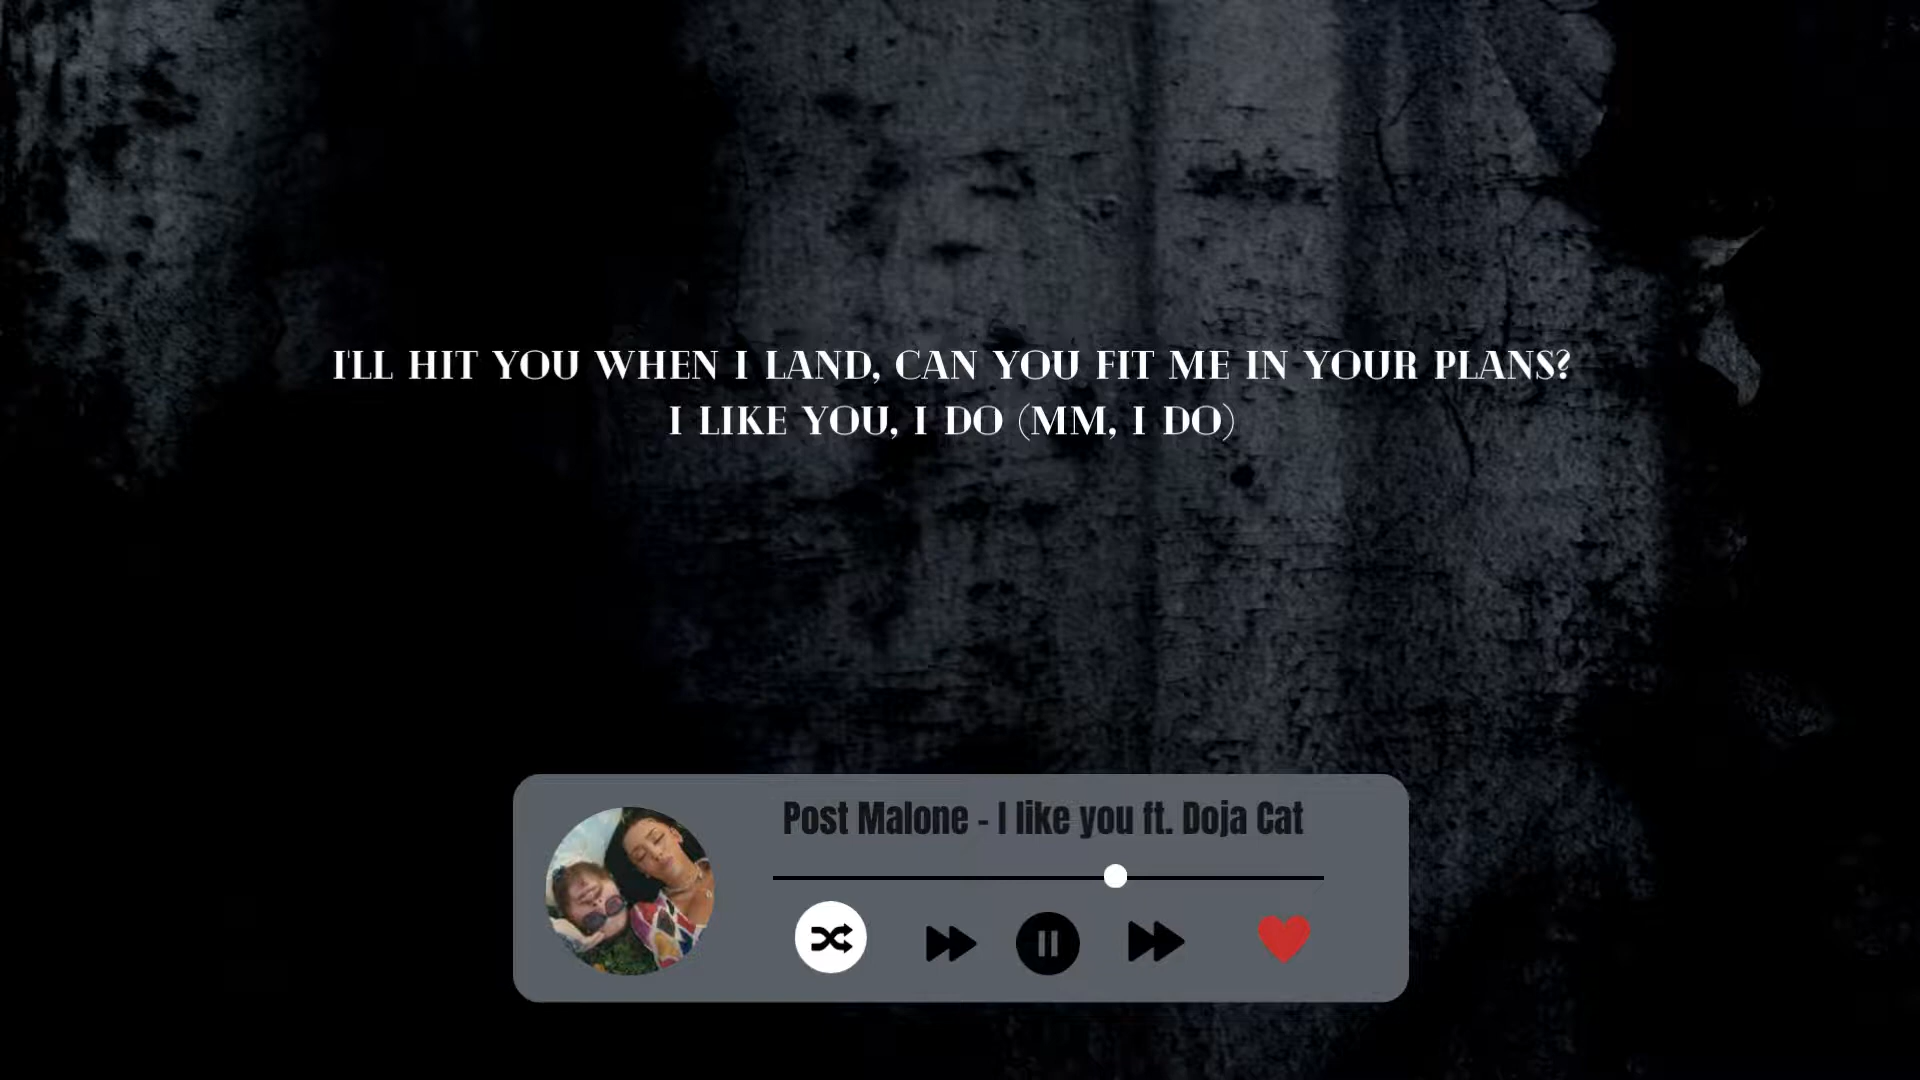 I'LL HIT YOU WHEN I LAND, CAN YOU FIT ME IN YOUR PLANS?
I LIKE YOU, I DO (MM, I DO)
Post Malone - I like you ft. Doja Cat